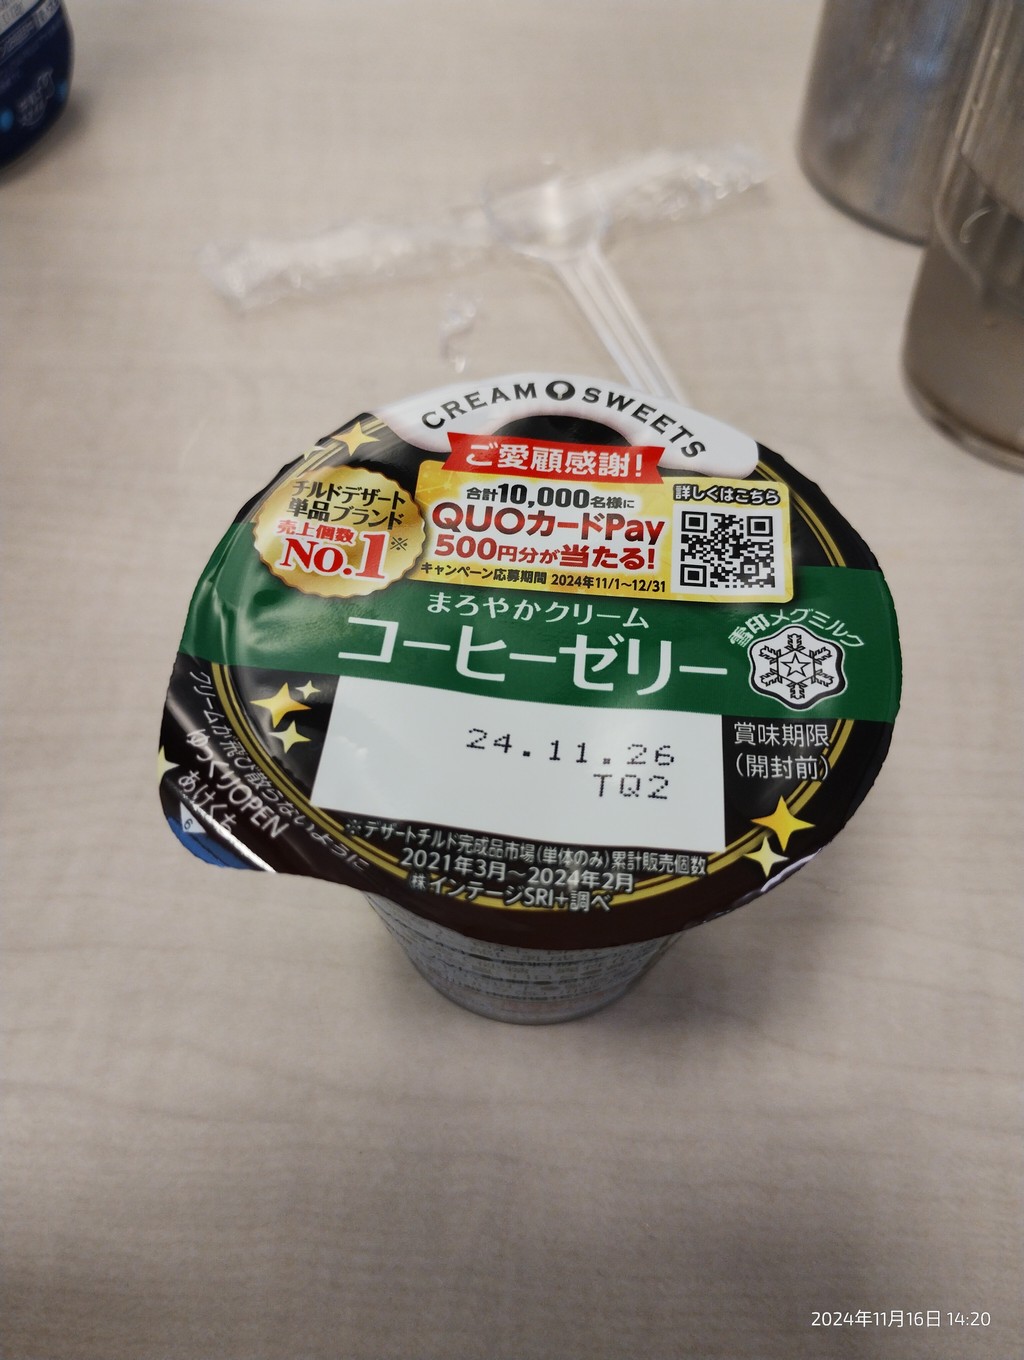 CREAM SWEETS
ご愛顧感謝!
チルドデザート
単品ブランド
売上個数
No.1※
合計10,000名様に
QUOカードPay
500円分が当たる!
キャンペーン応募期間 2024年11/1~12/31
詳しくはこちら
まろやかクリーム
コーヒーゼリー
雪印メグミルク
24.11.26
TQ2
賞味期限
(開封前)
クリームが飛び散らないように
ゆっくりOPEN
あけくち
6
※デザートチルド完成品市場(単体のみ)累計販売個数
2021年3月~2024年2月
株インテージSRI+調べ
2024年11月16日 14:20